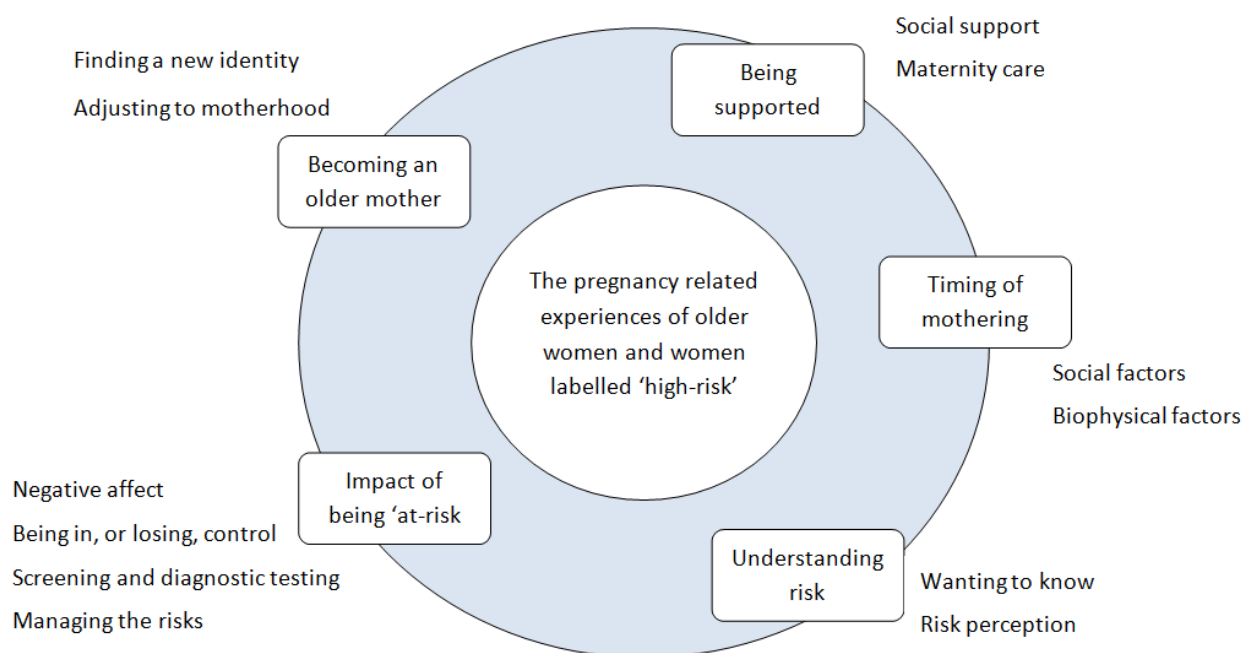 Social support
Maternity care
Being
supported
Finding a new identity
Adjusting to motherhood
Becoming an
older mother
The pregnancy related
experiences of older
women and women
labelled ‘high-risk’
Timing of
mothering
Social factors
Biophysical factors
Impact of
being ‘at-risk
Negative affect
Being in, or losing, control
Screening and diagnostic testing
Managing the risks
Understanding
risk
Wanting to know
Risk perception